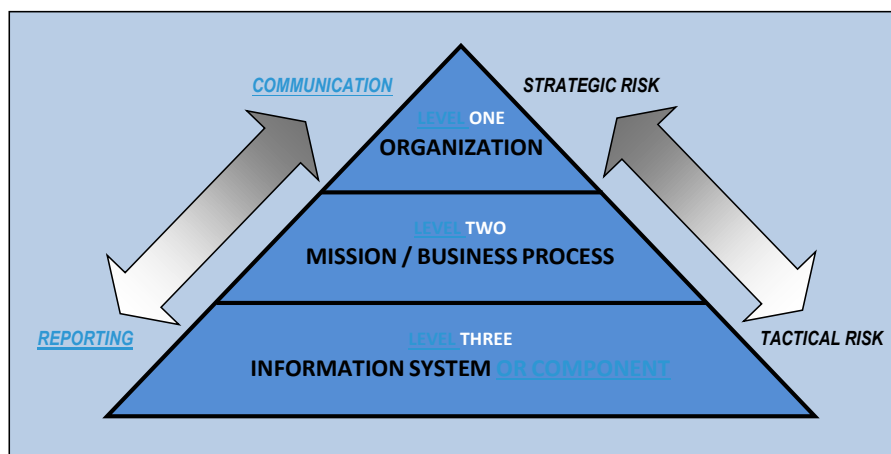 COMMUNICATION
STRATEGIC RISK
LEVEL ONE
ORGANIZATION
LEVEL TWO
MISSION / BUSINESS PROCESS
REPORTING
LEVEL THREE
TACTICAL RISK
INFORMATION SYSTEM OR COMPONENT